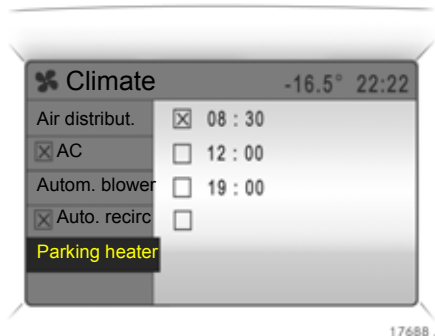 Climate -16.5° 22:22
Air distribut. 08 : 30
AC 12 : 00
Autom. blower 19 : 00
Auto. recirc
Parking heater
17688